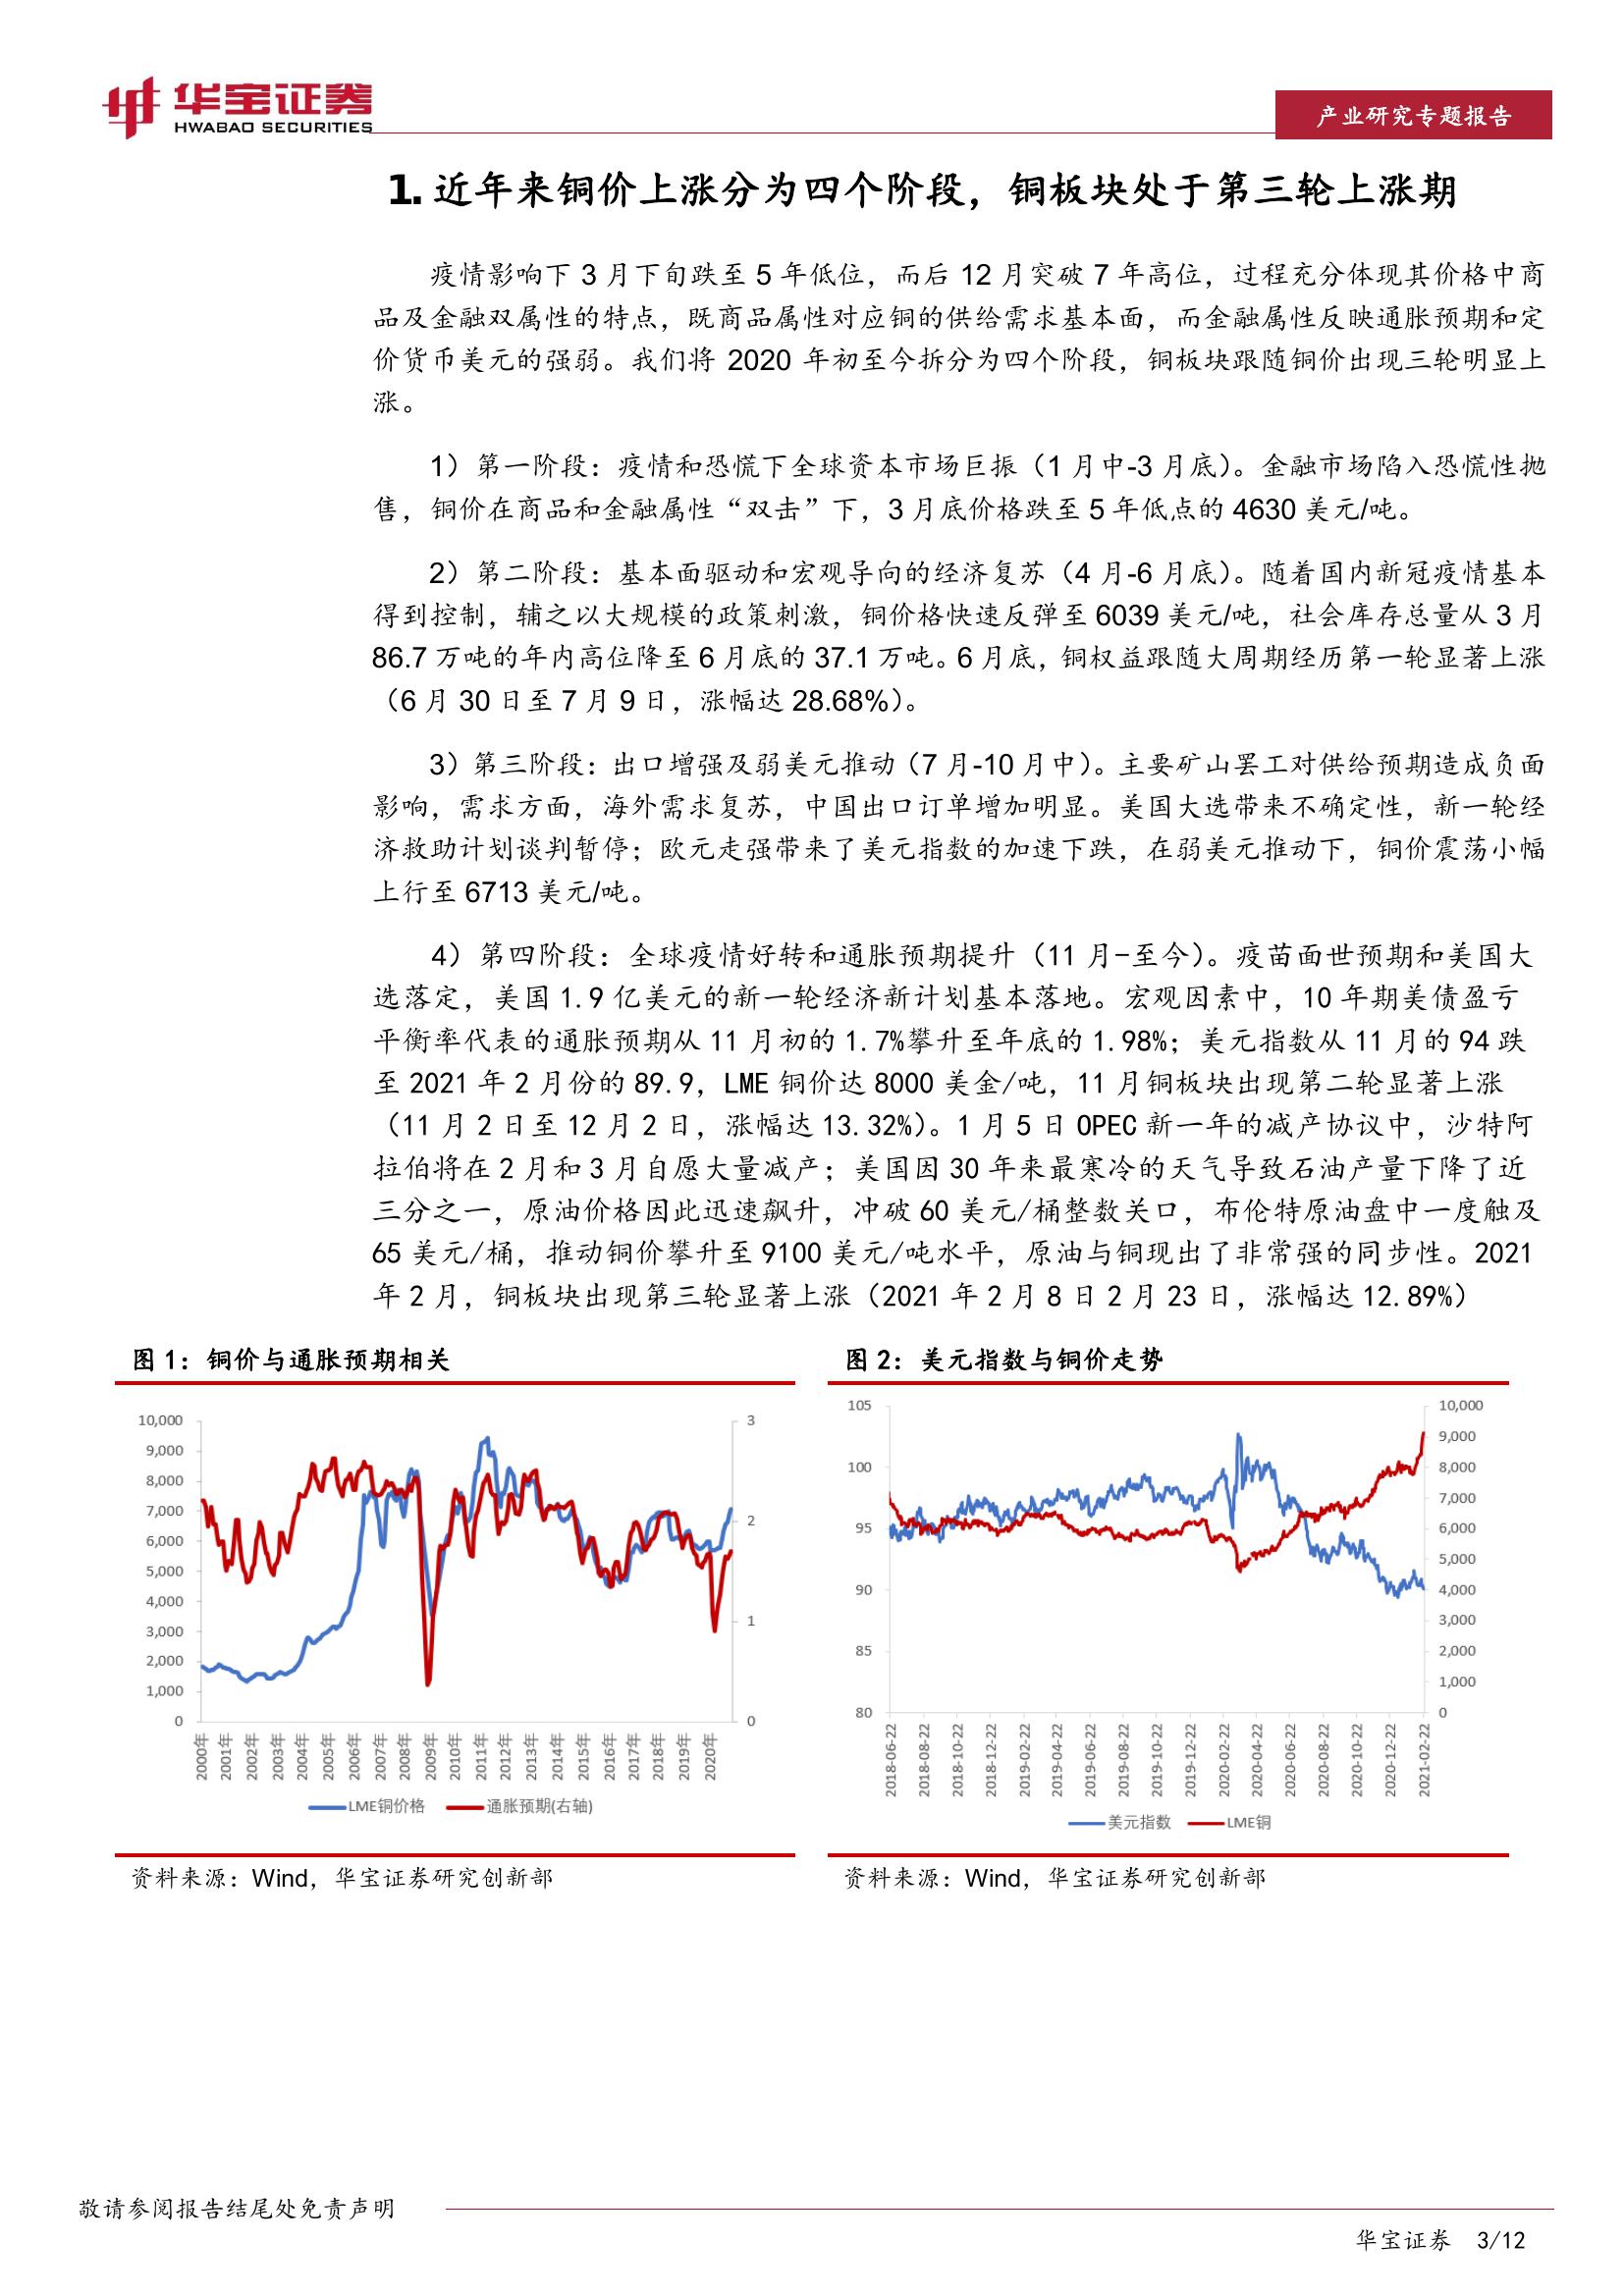 华宝证券
HWABAO SECURITIES
产业研究专题报告
1. 近年来铜价上涨分为四个阶段，铜板块处于第三轮上涨期
疫情影响下 3 月下旬跌至 5 年低位，而后 12 月突破 7 年高位，过程充分体现其价格中商
品及金融双属性的特点，既商品属性对应铜的供给需求基本面，而金融属性反映通胀预期和定
价货币美元的强弱。我们将 2020 年初至今拆分为四个阶段，铜板块跟随铜价出现三轮明显上
涨。
1）第一阶段：疫情和恐慌下全球资本市场巨振（1 月中-3 月底）。金融市场陷入恐慌性抛
售，铜价在商品和金融属性“双击”下，3 月底价格跌至 5 年低点的 4630 美元/吨。
2）第二阶段：基本面驱动和宏观导向的经济复苏（4 月-6 月底）。随着国内新冠疫情基本
得到控制，辅之以大规模的政策刺激，铜价格快速反弹至 6039 美元/吨，社会库存总量从 3 月
86.7 万吨的年内高位降至 6 月底的 37.1 万吨。6 月底，铜权益跟随大周期经历第一轮显著上涨
（6 月 30 日至 7 月 9 日，涨幅达 28.68%）。
3）第三阶段：出口增强及弱美元推动（7 月-10 月中）。主要矿山罢工对供给预期造成负面
影响，需求方面，海外需求复苏，中国出口订单增加明显。美国大选带来不确定性，新一轮经
济救助计划谈判暂停；欧元走强带来了美元指数的加速下跌，在弱美元推动下，铜价震荡小幅
上行至 6713 美元/吨。
4）第四阶段：全球疫情好转和通胀预期提升（11 月-至今）。疫苗面世预期和美国大
选落定，美国 1.9 亿美元的新一轮经济新计划基本落地。宏观因素中，10 年期美债盈亏
平衡率代表的通胀预期从 11 月初的 1.7%攀升至年底的 1.98%；美元指数从 11 月的 94 跌
至 2021 年 2 月份的 89.9，LME 铜价达 8000 美金/吨，11 月铜板块出现第二轮显著上涨
（11 月 2 日至 12 月 2 日，涨幅达 13.32%）。1 月 5 日 OPEC 新一年的减产协议中，沙特阿
拉伯将在 2 月和 3 月自愿大量减产；美国因 30 年来最寒冷的天气导致石油产量下降了近
三分之一，原油价格因此迅速飙升，冲破 60 美元/桶整数关口，布伦特原油盘中一度触及
65 美元/桶，推动铜价攀升至 9100 美元/吨水平，原油与铜现出了非常强的同步性。2021
年 2 月，铜板块出现第三轮显著上涨（2021 年 2 月 8 日 2 月 23 日，涨幅达 12.89%）
图 1：铜价与通胀预期相关
10,000
9,000
8,000
7,000
6,000
5,000
4,000
3,000
2,000
1,000
0
3
2
1
0
2000年
2001年
2002年
2003年
2004年
2005年
2006年
2007年
2008年
2009年
2010年
2011年
2012年
2013年
2014年
2015年
2016年
2017年
2018年
2019年
2020年
LME铜价格 通胀预期(右轴)
资料来源：Wind，华宝证券研究创新部
图 2：美元指数与铜价走势
105
100
95
90
85
80
10,000
9,000
8,000
7,000
6,000
5,000
4,000
3,000
2,000
1,000
0
2018-06-22
2018-08-22
2018-10-22
2018-12-22
2019-02-22
2019-04-22
2019-06-22
2019-08-22
2019-10-22
2019-12-22
2020-02-22
2020-04-22
2020-06-22
2020-08-22
2020-10-22
2020-12-22
2021-02-22
美元指数 LME铜
资料来源：Wind，华宝证券研究创新部
敬请参阅报告结尾处免责声明
华宝证券 3/12